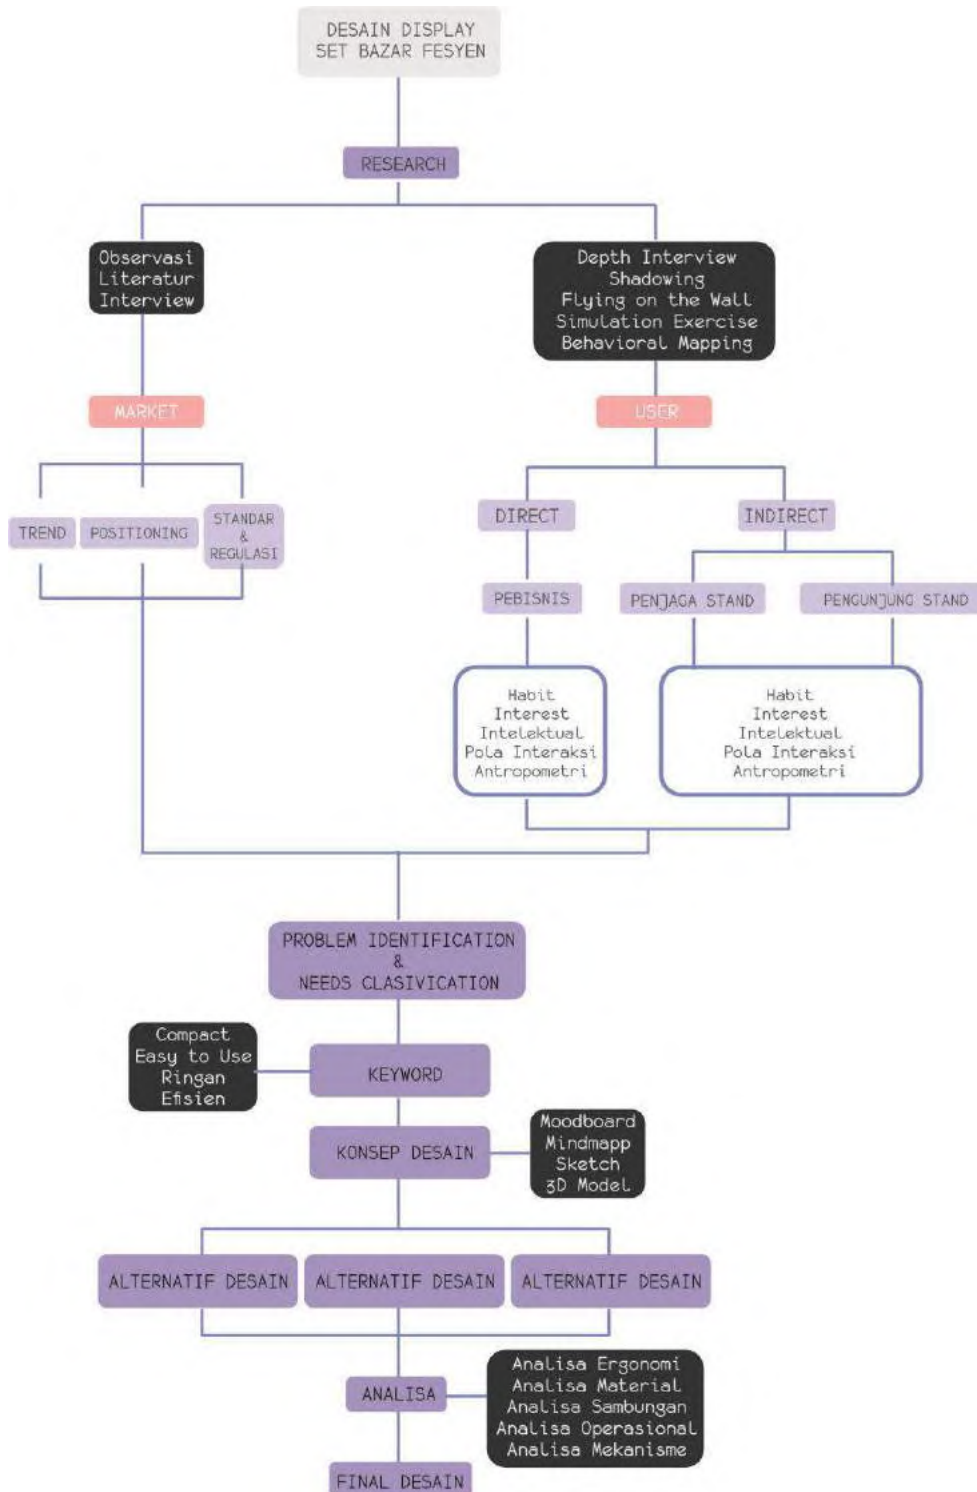 DESAIN DISPLAY
SET BAZAR FESYEN
RESEARCH
Observasi
Literatur
Interview
Depth Interview
Shadowing
Flying on the Wall
Simulation Exercise
Behavioral Mapping
MARKET
USER
TREND
POSITIONING
STANDAR
&
REGULASI
DIRECT
INDIRECT
PEBISNIS
PENJAGA STAND
PENGUNJUNG STAND
Habit
Interest
Intelektual
Pola Interaksi
Antropometri
Habit
Interest
Intelektual
Pola Interaksi
Antropometri
PROBLEM IDENTIFICATION
&
NEEDS CLASIVICATION
Compact
Easy to Use
Ringan
Efisien
KEYWORD
KONSEP DESAIN
Moodboard
Mindmapp
Sketch
3D Model
ALTERNATIF DESAIN
ALTERNATIF DESAIN
ALTERNATIF DESAIN
ANALISA
Analisa Ergonomi
Analisa Material
Analisa Sambungan
Analisa Operasional
Analisa Mekanisme
FINAL DESAIN